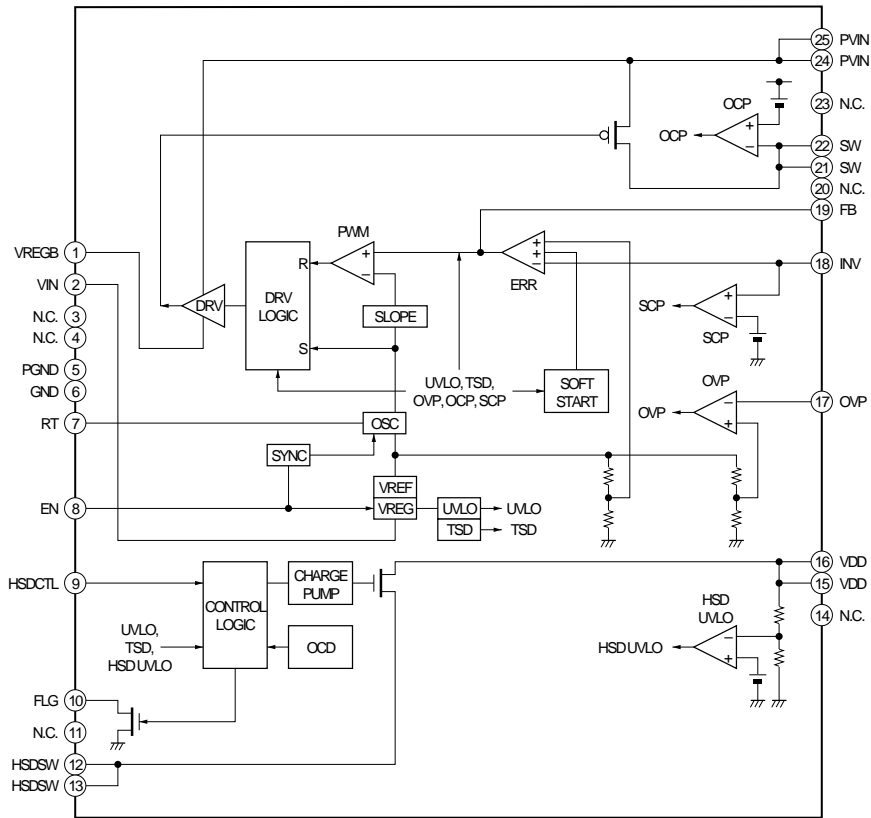 25 PVIN
24 PVIN
OCP
23 N.C.
OCP
+
−
22 SW
21 SW
20 N.C.
19 FB
VREGB 1
PWM
+
−
R
+
+
−
ERR
18 INV
VIN 2
DRV
DRV
LOGIC
SLOPE
SCP
+
−
SCP
N.C. 3
N.C. 4
S
PGND 5
GND 6
UVLO, TSD,
OVP, OCP, SCP
SOFT
START
OVP
OVP
−
+
17 OVP
RT 7
OSC
SYNC
VREF
EN 8
VREG
UVLO
UVLO
TSD
TSD
HSDCTL 9
CONTROL
LOGIC
CHARGE
PUMP
16 VDD
15 VDD
HSD
UVLO
14 N.C.
UVLO,
TSD,
HSD UVLO
OCD
HSD UVLO
−
+
FLG 10
N.C. 11
HSDSW 12
HSDSW 13